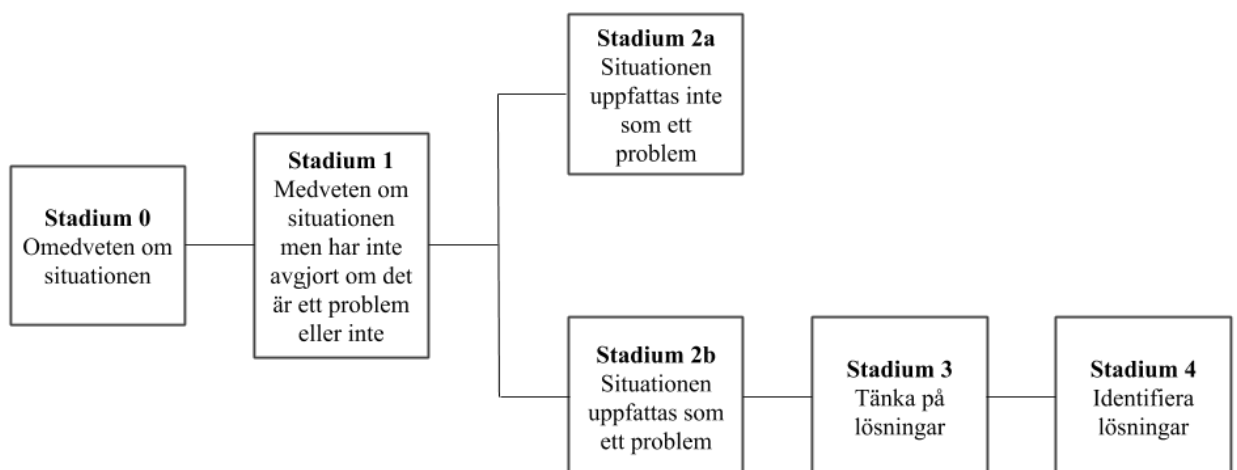 Stadium 0
Omedveten om
situationen
Stadium 1
Medveten om
situationen
men har inte
avgjort om det
är ett problem
eller inte
Stadium 2a
Situationen
uppfattas inte
som ett
problem
Stadium 2b
Situationen
uppfattas som
ett problem
Stadium 3
Tänka på
lösningar
Stadium 4
Identifiera
lösningar